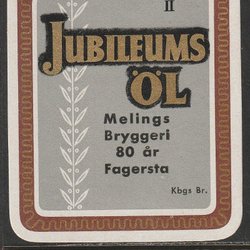 II
JUBILEUMS
ÖL
Melings
Bryggeri
80 år
Fagersta
Kbgs Br.